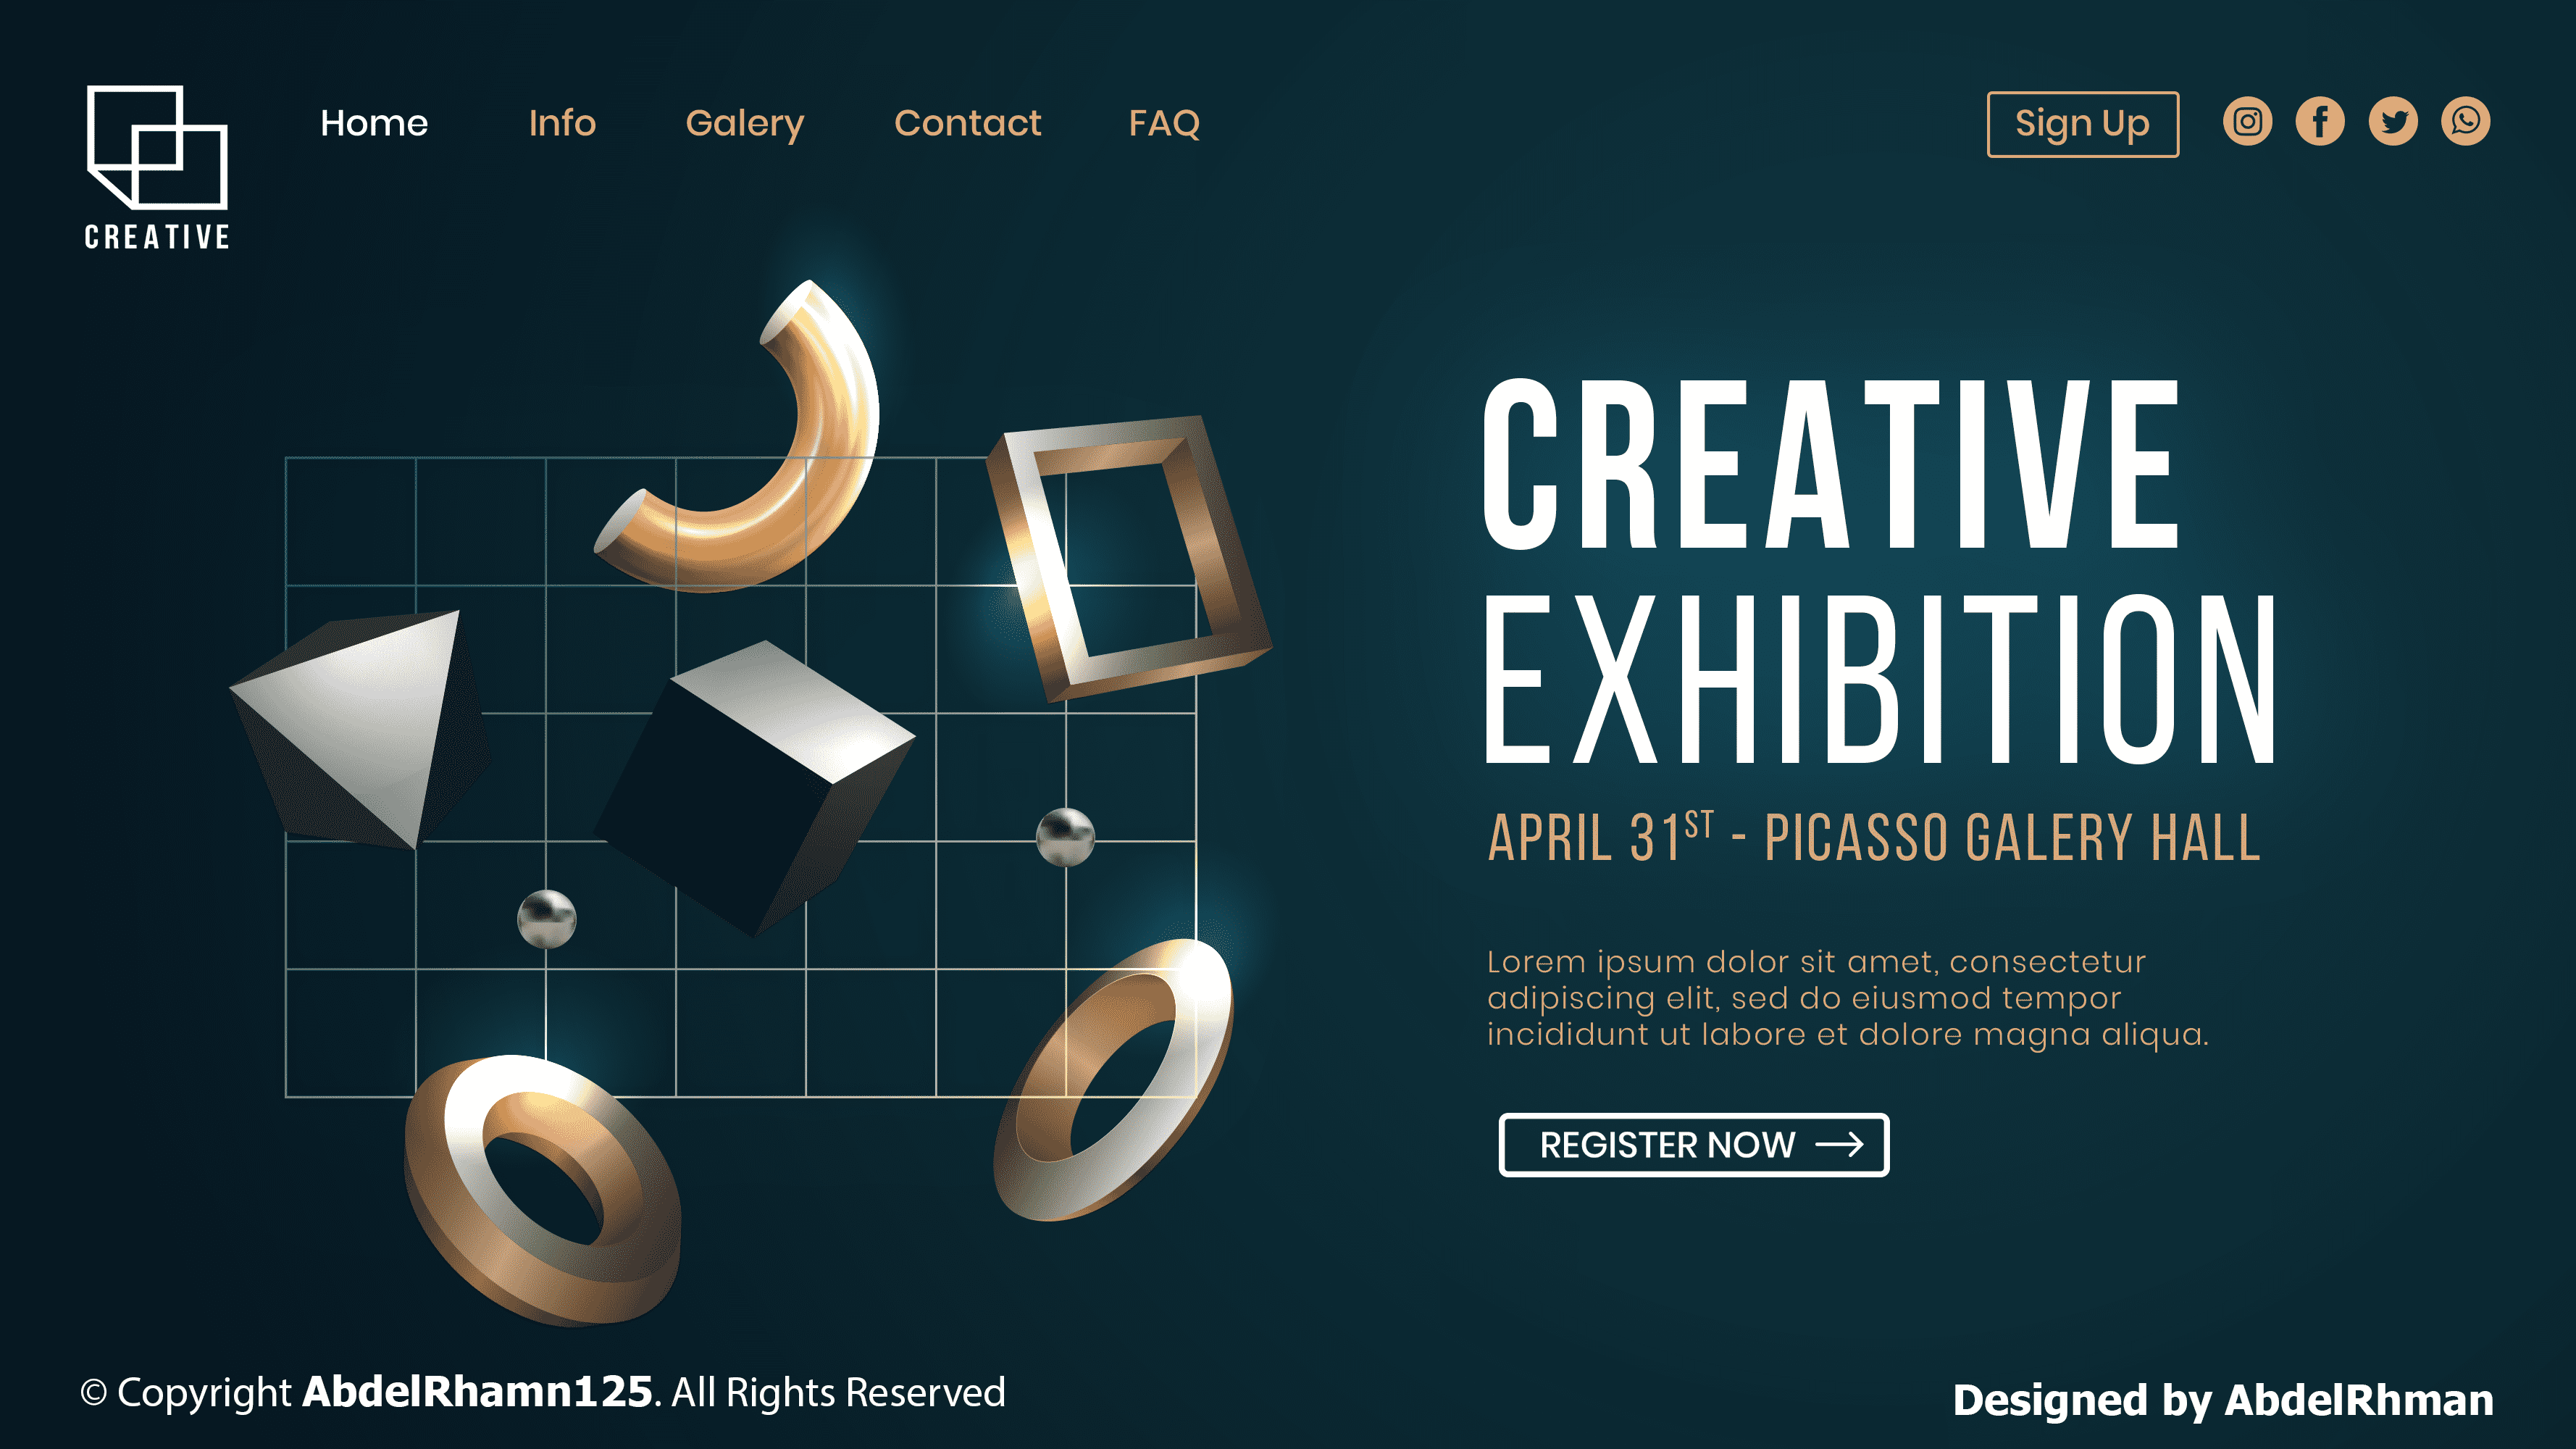 CREATIVE
Home Info Galery Contact FAQ
Sign Up
CREATIVE
EXHIBITION
APRIL 31ST - PICASSO GALERY HALL
Lorem ipsum dolor sit amet, consectetur
adipiscing elit, sed do eiusmod tempor
incididunt ut labore et dolore magna aliqua.
REGISTER NOW
© Copyright AbdelRhamn125. All Rights Reserved
Designed by AbdelRhman